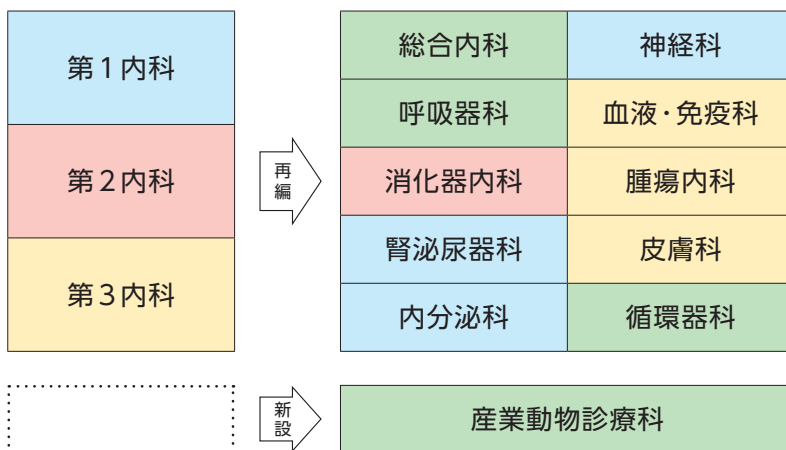 第1内科
第2内科
第3内科
再編
総合内科
神経科
呼吸器科
血液・免疫科
消化器内科
腫瘍内科
腎泌尿器科
皮膚科
内分泌科
循環器科
新設
産業動物診療科